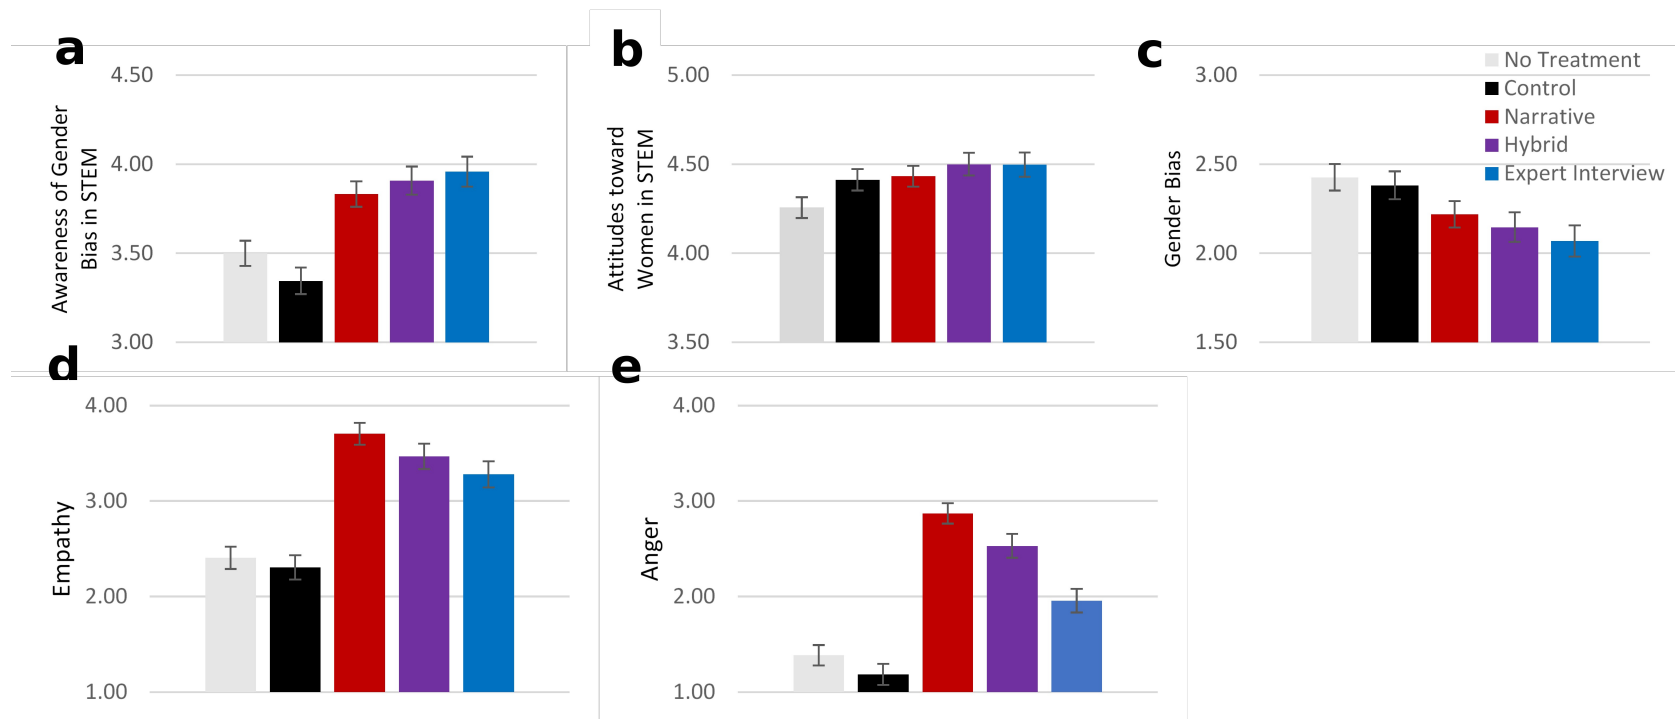 a
4.50
4.00
3.50
3.00
Awareness of Gender
Bias in STEM
b
5.00
4.50
4.00
3.50
Attitudes toward
Women in STEM
c
3.00
2.50
2.00
1.50
Gender Bias
No Treatment
Control
Narrative
Hybrid
Expert Interview
d
4.00
3.00
2.00
1.00
Empathy
e
4.00
3.00
2.00
1.00
Anger